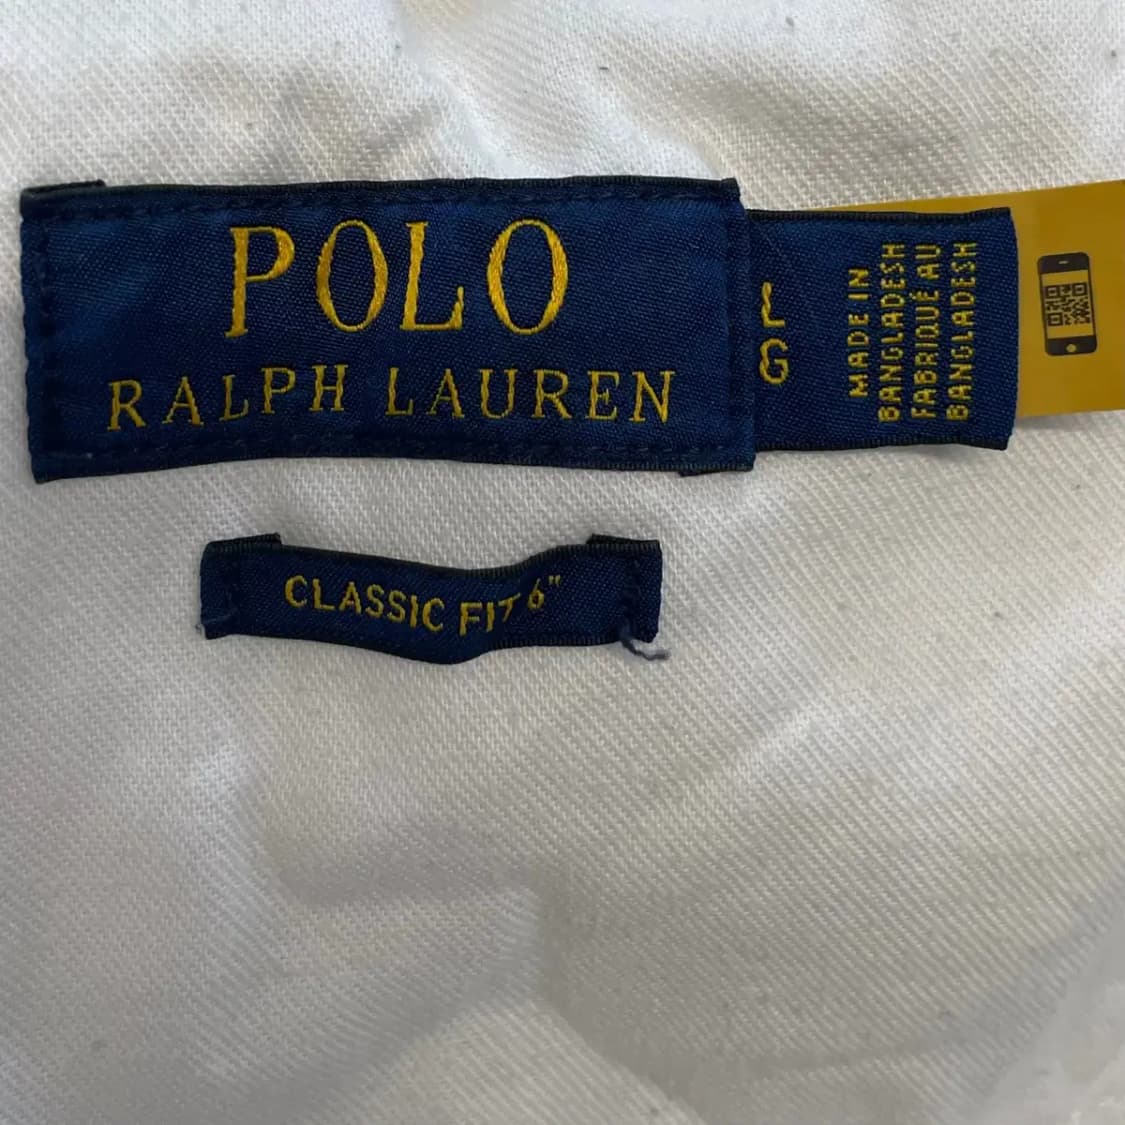 POLO
RALPH LAUREN
L
G
MADE IN
BANGLADESH
FABRIQUÉ AU
BANGLADESH
CLASSIC FIT 6"